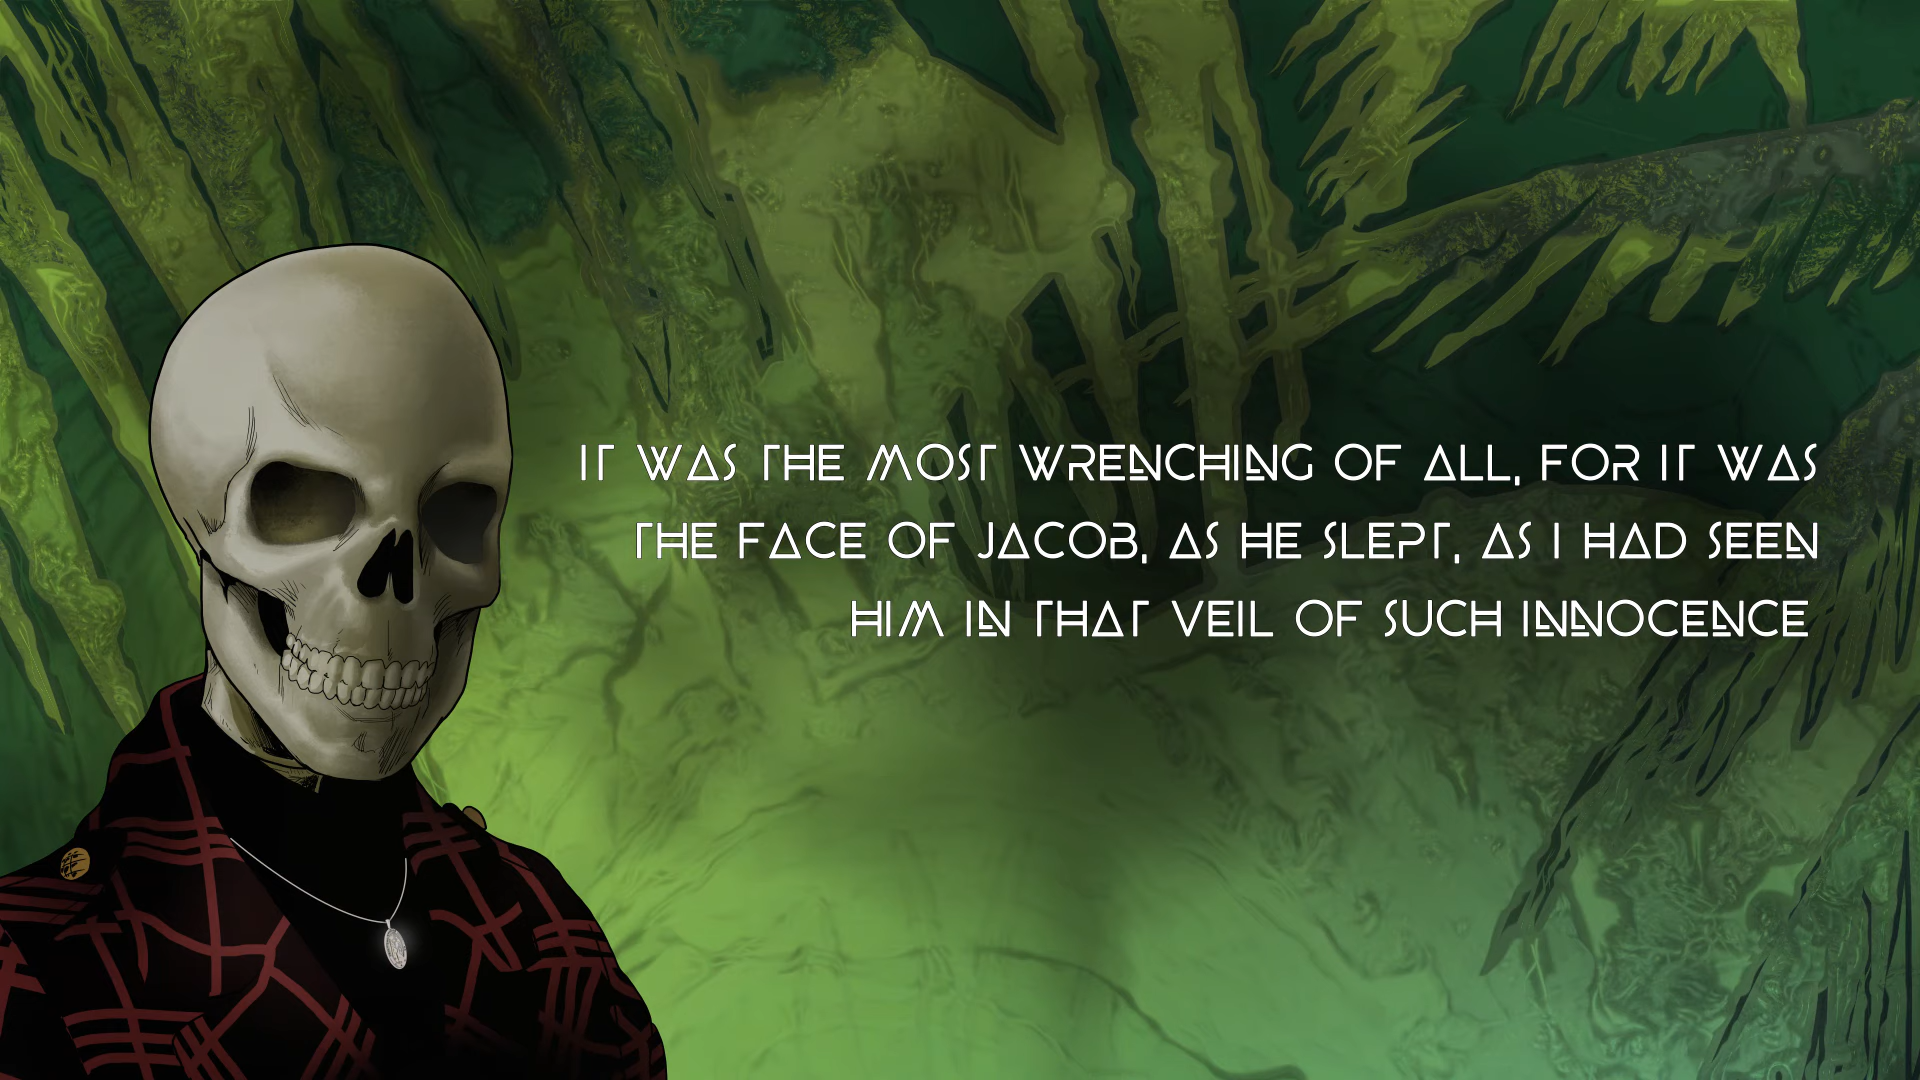 IT WAS THE MOST WRENCHING OF ALL, FOR IT WAS
THE FACE OF JACOB, AS HE SLEPT, AS I HAD SEEN
HIM IN THAT VEIL OF SUCH INNOCENCE